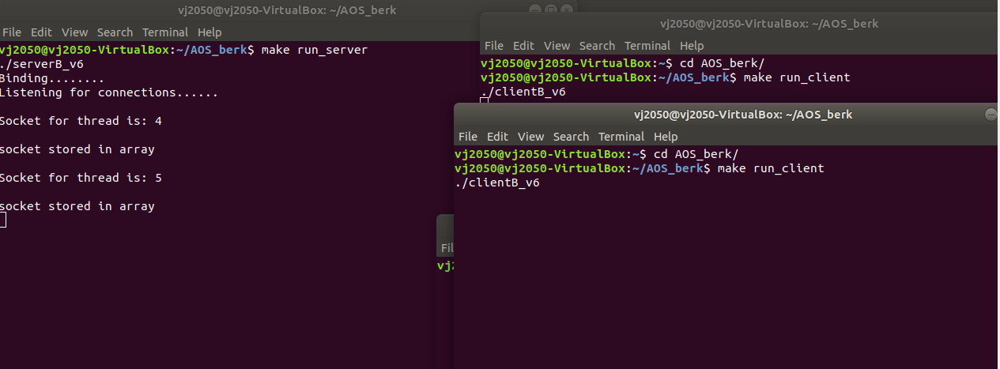 vj2050@vj2050-VirtualBox: ~/AOS_berk
File Edit View Search Terminal Help
vj2050@vj2050-VirtualBox:~/AOS_berk$ make run_server
./serverB_v6
Binding........
Listening for connections......
Socket for thread is: 4
socket stored in array
Socket for thread is: 5
socket stored in array
vj2050@vj2050-VirtualBox: ~/AOS_berk
File Edit View Search Terminal Help
vj2050@vj2050-VirtualBox:~$ cd AOS_berk/
vj2050@vj2050-VirtualBox:~/AOS_berk$ make run_client
./clientB_v6
vj2050@vj2050-VirtualBox: ~/AOS_berk
File Edit View Search Terminal Help
vj2050@vj2050-VirtualBox:~$ cd AOS_berk/
vj2050@vj2050-VirtualBox:~/AOS_berk$ make run_client
./clientB_v6